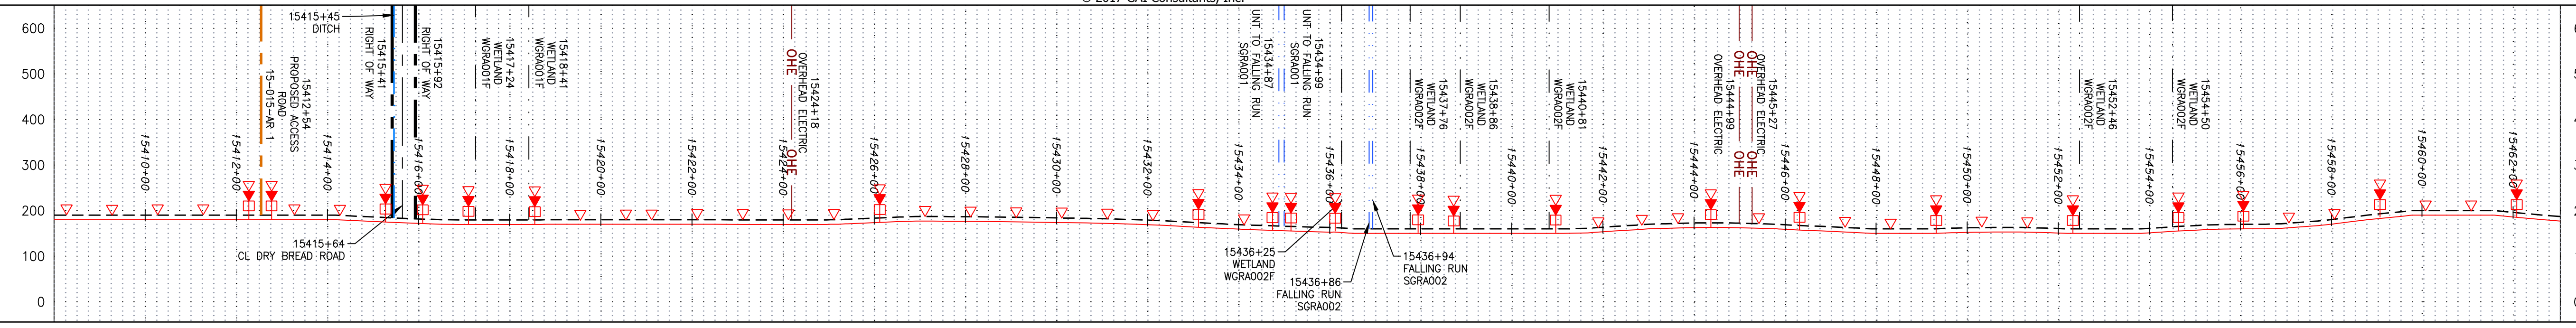 © 2017 GAI Consultants, Inc.
600
500
400
300
200
100
0
15410+00
15412+00
15-015-AR 1
15412+54
PROPOSED ACCESS
ROAD
15414+00
15415+45
DITCH
15415+41
RIGHT OF WAY
15415+64
CL DRY BREAD ROAD
15415+92
RIGHT OF WAY
15416+00
15417+24
WETLAND
WGRA001F
15418+00
15418+41
WETLAND
WGRA001F
15420+00
15422+00
15424+00
OHE
OHE
15424+18
OVERHEAD ELECTRIC
15426+00
15428+00
15430+00
15432+00
15434+00
15434+87
UNT TO FALLING RUN
SGRA001
15434+99
UNT TO FALLING RUN
SGRA001
15436+00
15436+25
WETLAND
WGRA002F
15436+86
FALLING RUN
SGRA002
15436+94
FALLING RUN
SGRA002
15437+76
WETLAND
WGRA002F
15438+00
15438+86
WETLAND
WGRA002F
15440+00
15440+81
WETLAND
WGRA002F
15442+00
15444+00
15444+99
OVERHEAD ELECTRIC
OHE
OHE
OHE
OHE
15445+27
OVERHEAD ELECTRIC
15446+00
15448+00
15450+00
15452+00
15452+46
WETLAND
WGRA002F
15454+00
15454+50
WETLAND
WGRA002F
15456+00
15458+00
15460+00
15462+00